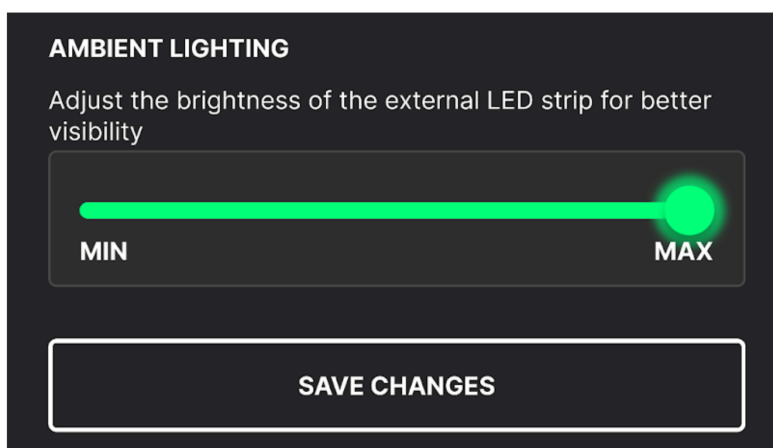 AMBIENT LIGHTING
Adjust the brightness of the external LED strip for better
visibility
MIN
MAX
SAVE CHANGES